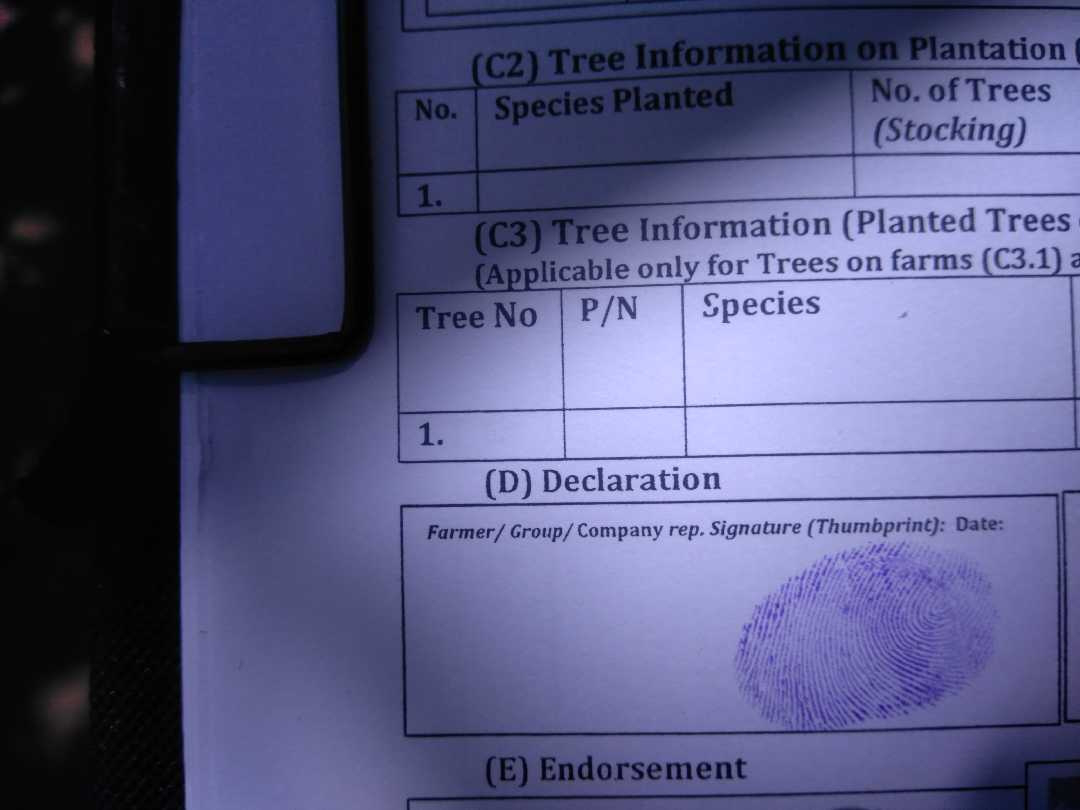 (C2) Tree Information on Plantation
No. Species Planted No. of Trees
(Stocking)
1.
(C3) Tree Information (Planted Trees
(Applicable only for Trees on farms (C3.1)
Tree No P/N Species
1.
(D) Declaration
Farmer/ Group/ Company rep. Signature (Thumbprint): Date:
(E) Endorsement